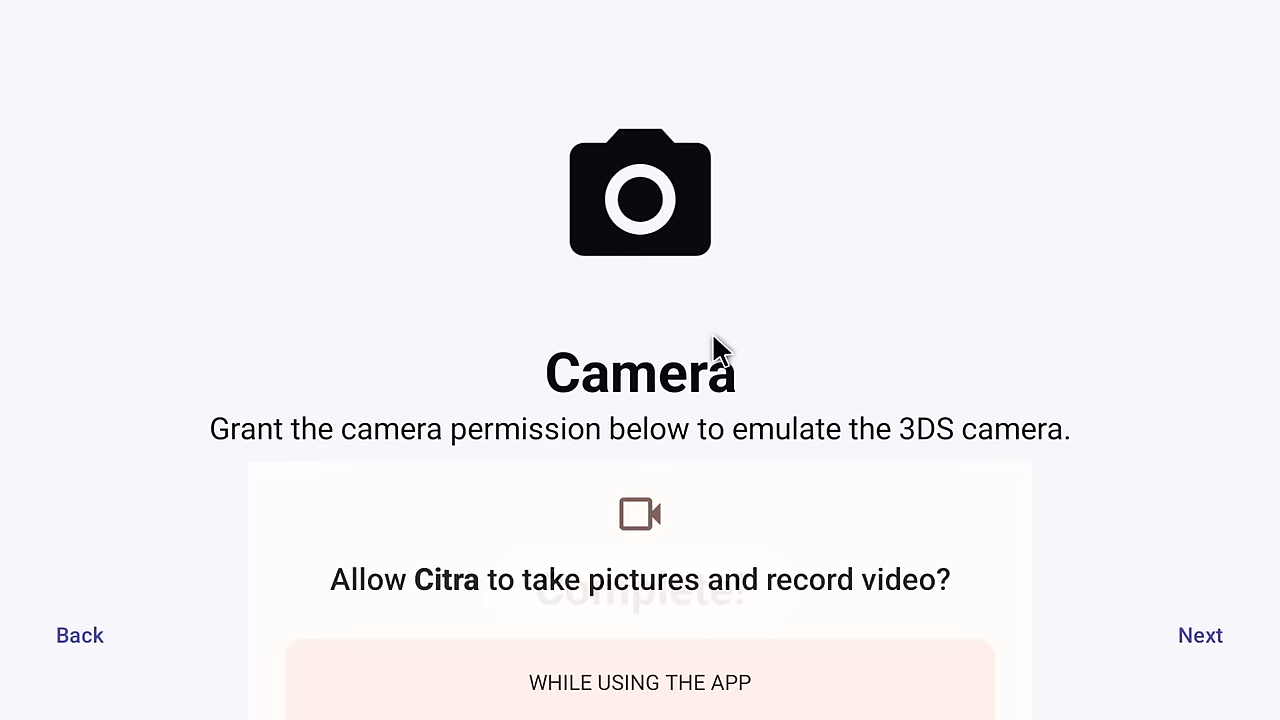 Camera
Grant the camera permission below to emulate the 3DS camera.
Allow Citra to take pictures and record video?
Complete!
Back
Next
WHILE USING THE APP